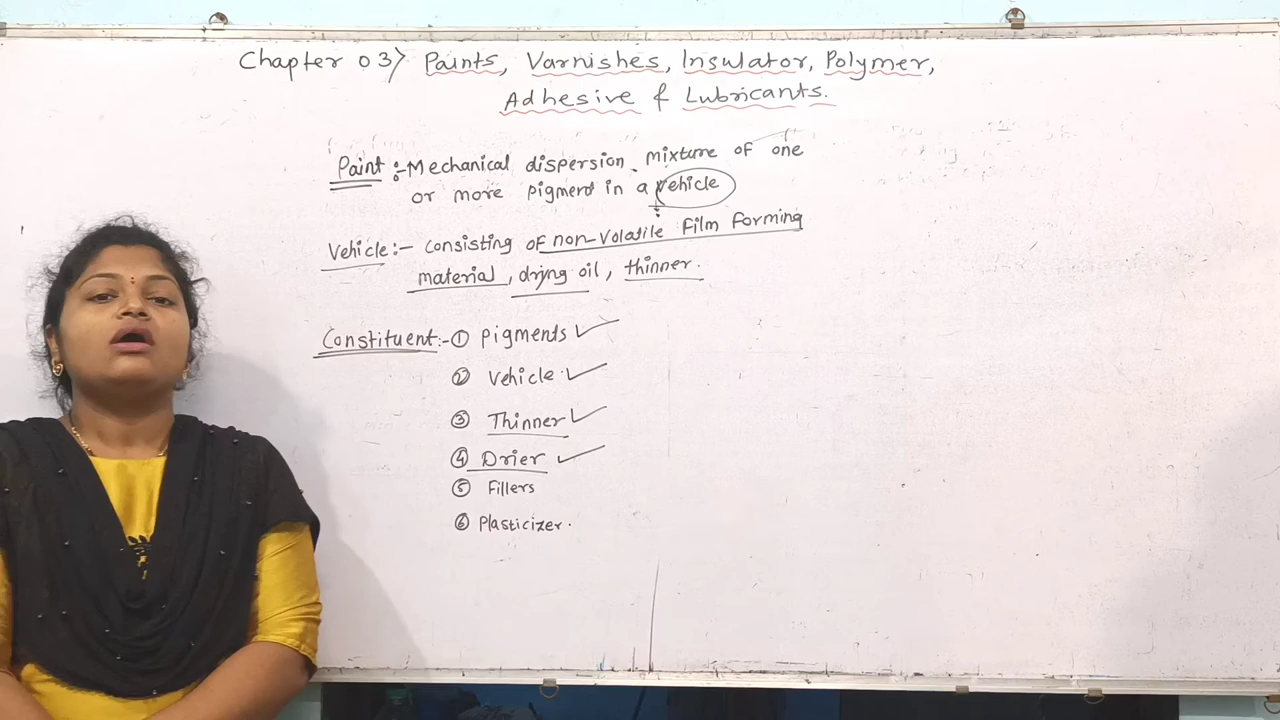 Chapter 03> Paints, Varnishes, Insulator, Polymer,
Adhesive & Lubricants.
Paint :- Mechanical dispersion mixture of one
or more pigment in a vehicle
Vehicle:- consisting of non-volatile film forming
material, drying oil, thinner.
Constituent:- ① Pigments ✓
② Vehicle. ✓
③ Thinner ✓
④ Drier ✓
⑤ Fillers
⑥ Plasticizer.